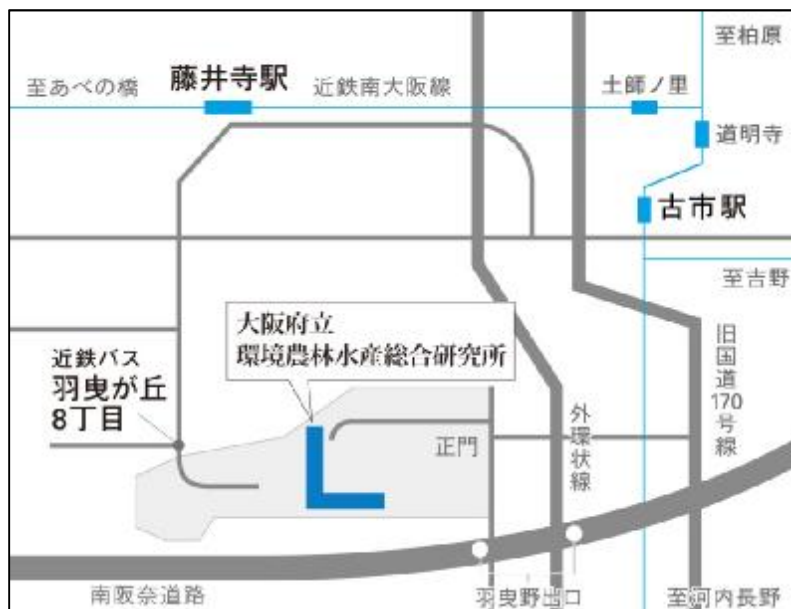 至柏原
藤井寺駅
至あべの橋
近鉄南大阪線
土師ノ里
道明寺
古市駅
至吉野
大阪府立
環境農林水産総合研究所
近鉄バス
羽曳が丘
8丁目
正門
外環状線
旧国道170号線
南阪奈道路
羽曳野出口
至河内長野